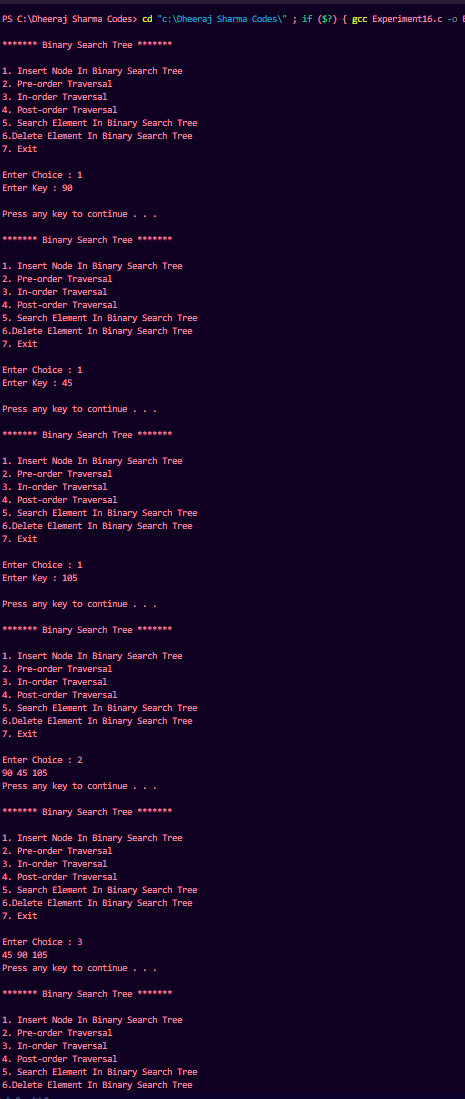 PS C:\Dheeraj Sharma Codes> cd "c:\Dheeraj Sharma Codes\" ; if ($?) { gcc Experiment16.c -o
******* Binary Search Tree *******
1. Insert Node In Binary Search Tree
2. Pre-order Traversal
3. In-order Traversal
4. Post-order Traversal
5. Search Element In Binary Search Tree
6.Delete Element In Binary Search Tree
7. Exit
Enter Choice : 1
Enter Key : 90
Press any key to continue . . .
******* Binary Search Tree *******
1. Insert Node In Binary Search Tree
2. Pre-order Traversal
3. In-order Traversal
4. Post-order Traversal
5. Search Element In Binary Search Tree
6.Delete Element In Binary Search Tree
7. Exit
Enter Choice : 1
Enter Key : 45
Press any key to continue . . .
******* Binary Search Tree *******
1. Insert Node In Binary Search Tree
2. Pre-order Traversal
3. In-order Traversal
4. Post-order Traversal
5. Search Element In Binary Search Tree
6.Delete Element In Binary Search Tree
7. Exit
Enter Choice : 1
Enter Key : 105
Press any key to continue . . .
******* Binary Search Tree *******
1. Insert Node In Binary Search Tree
2. Pre-order Traversal
3. In-order Traversal
4. Post-order Traversal
5. Search Element In Binary Search Tree
6.Delete Element In Binary Search Tree
7. Exit
Enter Choice : 2
90 45 105
Press any key to continue . . .
******* Binary Search Tree *******
1. Insert Node In Binary Search Tree
2. Pre-order Traversal
3. In-order Traversal
4. Post-order Traversal
5. Search Element In Binary Search Tree
6.Delete Element In Binary Search Tree
7. Exit
Enter Choice : 3
45 90 105
Press any key to continue . . .
******* Binary Search Tree *******
1. Insert Node In Binary Search Tree
2. Pre-order Traversal
3. In-order Traversal
4. Post-order Traversal
5. Search Element In Binary Search Tree
6.Delete Element In Binary Search Tree